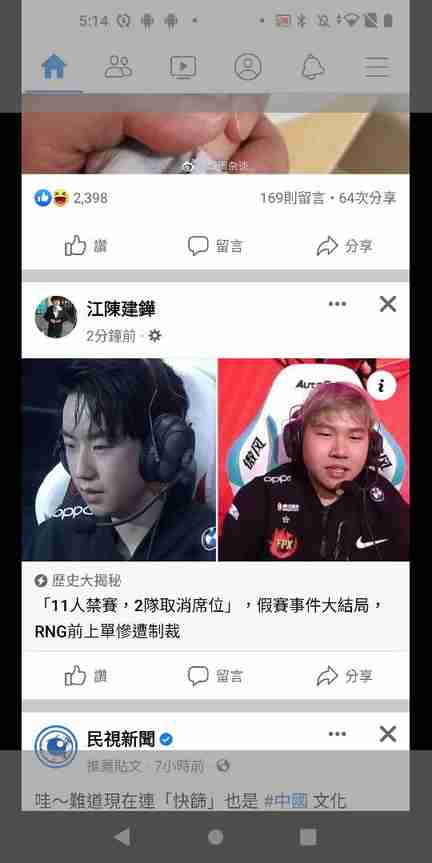 5:14
2,398
169則留言・64次分享
讚
留言
分享
江陳建鏵
2分鐘前
AutoFull
傲风
oppo
oppo
FPX
歷史大揭秘
「11人禁賽，2隊取消席位」，假賽事件大結局，
RNG前上單慘遭制裁
讚
留言
分享
民視新聞
推薦貼文・7小時前
哇～難道現在連「快篩」也是 #中國 文化